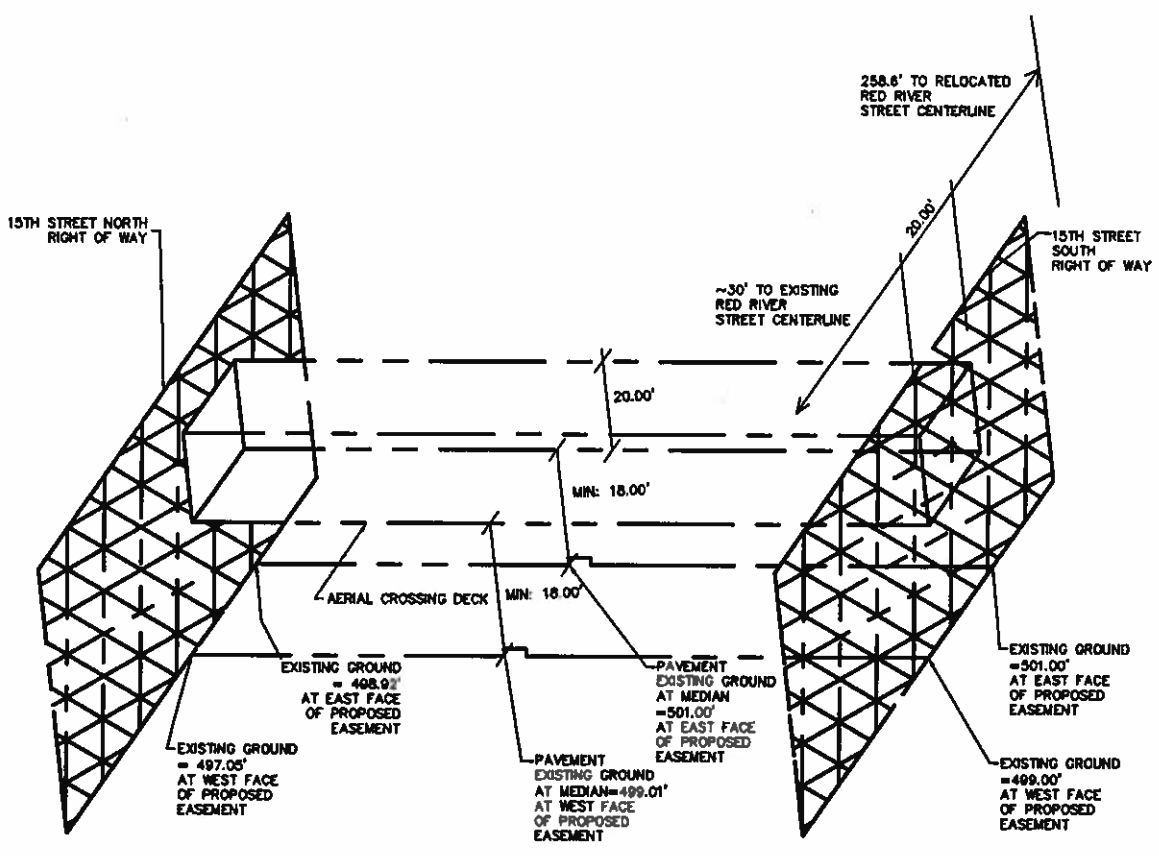 258.6' TO RELOCATED
RED RIVER
STREET CENTERLINE
15TH STREET NORTH
RIGHT OF WAY
20.00'
15TH STREET
SOUTH
RIGHT OF WAY
~30' TO EXISTING
RED RIVER
STREET CENTERLINE
20.00'
MIN: 18.00'
AERIAL CROSSING DECK
MIN: 18.00'
EXISTING GROUND
= 498.92'
AT EAST FACE
OF PROPOSED
EASEMENT
PAVEMENT
EXISTING GROUND
AT MEDIAN
=501.00'
AT EAST FACE
OF PROPOSED
EASEMENT
EXISTING GROUND
=501.00'
AT EAST FACE
OF PROPOSED
EASEMENT
EXISTING GROUND
= 497.05'
AT WEST FACE
OF PROPOSED
EASEMENT
PAVEMENT
EXISTING GROUND
AT MEDIAN=499.01'
AT WEST FACE
OF PROPOSED
EASEMENT
EXISTING GROUND
=499.00'
AT WEST FACE
OF PROPOSED
EASEMENT